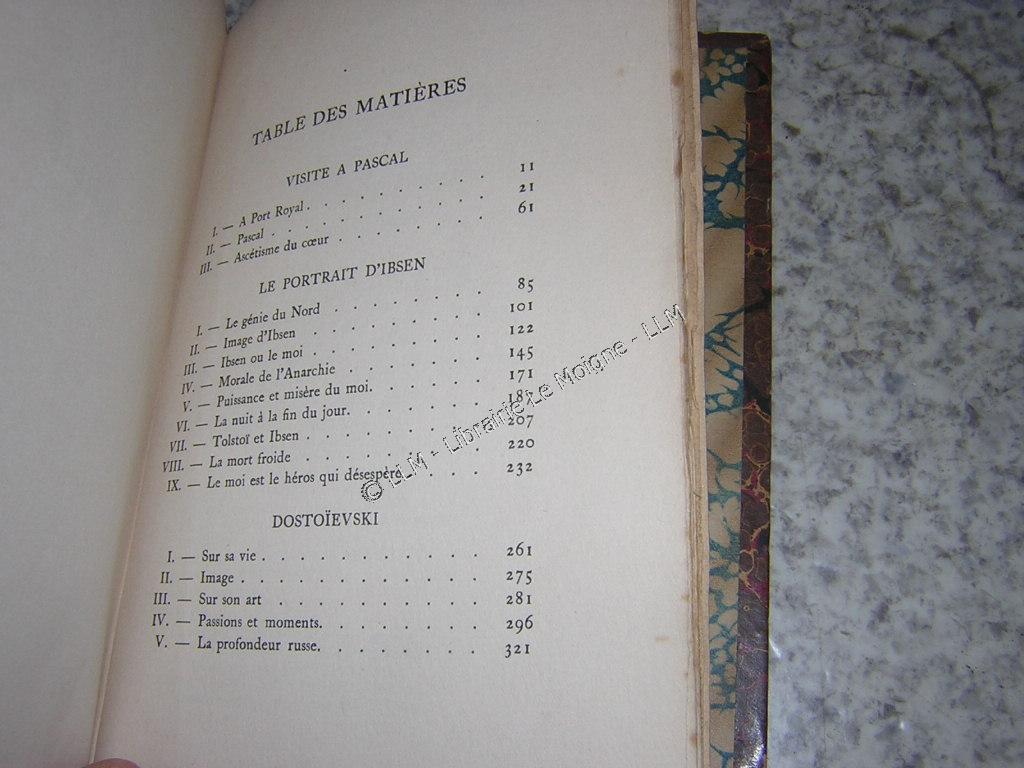 TABLE DES MATIÈRES
VISITE A PASCAL
I. — A Port Royal . . . . . . . . . 11
II. — Pascal . . . . . . . . . . 21
III. — Ascétisme du cœur . . . . . . . 61
LE PORTRAIT D'IBSEN
I. — Le génie du Nord . . . . . . . 85
II. — Image d'Ibsen . . . . . . . . 101
III. — Ibsen ou le moi . . . . . . . . 122
IV. — Morale de l'Anarchie . . . . . . 145
V. — Puissance et misère du moi. . . . . . 171
VI. — La nuit à la fin du jour. . . . . .
VII. — Tolstoï et Ibsen . . . . . . . . 207
VIII. — La mort froide . . . . . . . . 220
IX. — Le moi est le héros qui désespère. . . . 232
DOSTOÏEVSKI
I. — Sur sa vie . . . . . . . . . . . 261
II. — Image . . . . . . . . . . . . 275
III. — Sur son art . . . . . . . . . . 281
IV. — Passions et moments. . . . . . . . 296
V. — La profondeur russe. . . . . . . . 321
© LLM - Librairie Le Moigne - LLM